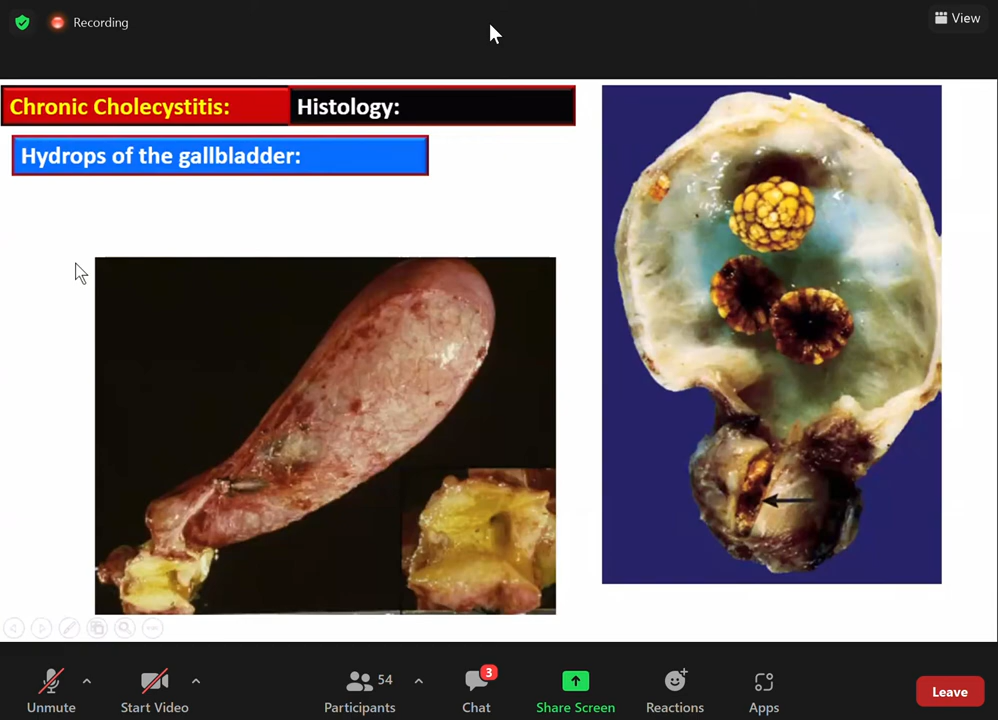 Recording
View
Chronic Cholecystitis: Histology:
Hydrops of the gallbladder:
54
3
Unmute
Start Video
Participants
Chat
Share Screen
Reactions
Apps
Leave